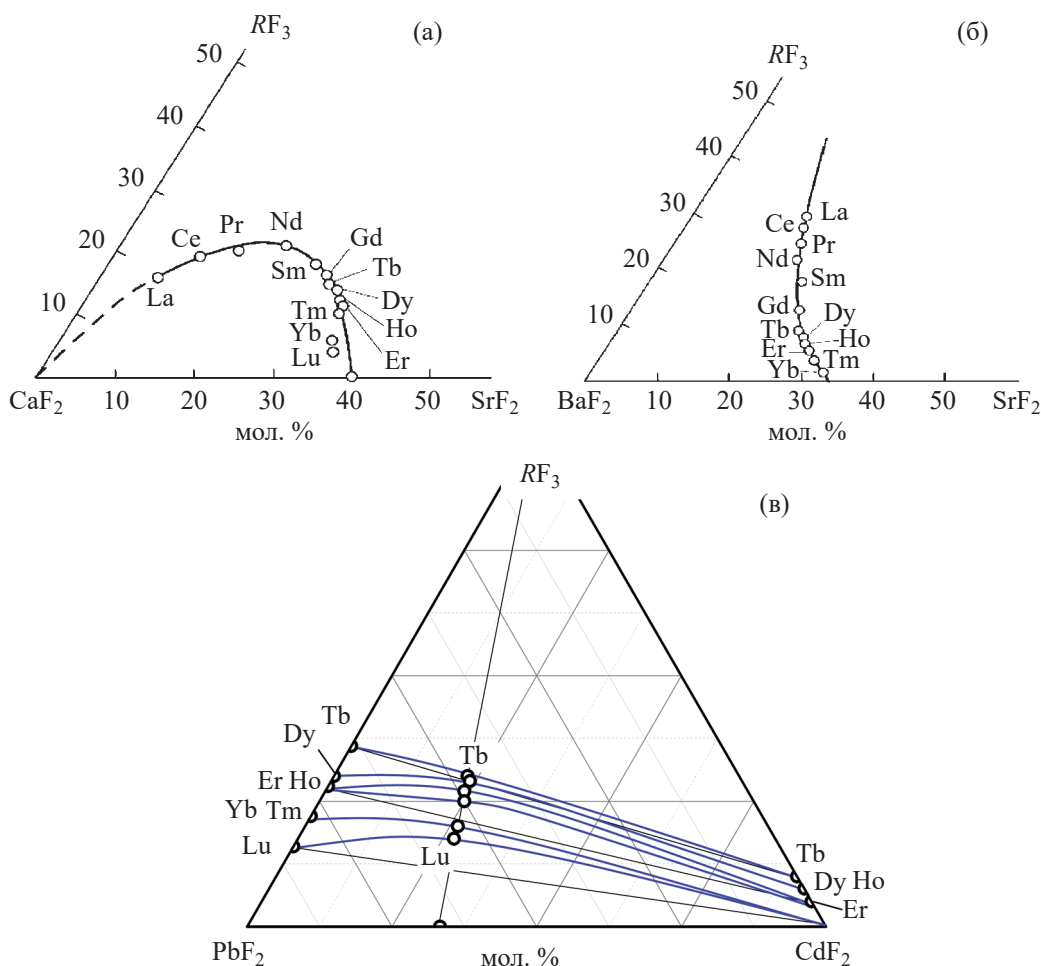 RF₃
(а)
50
40
30
20
10
La
Ce
Pr
Nd
Sm
Gd
Tb
Dy
Ho
Er
Tm
Yb
Lu
CaF₂
10
20
30
40
50
SrF₂
мол. %
RF₃
(б)
50
40
30
20
10
Ce
La
Pr
Nd
Sm
Gd
Tb
Dy
Ho
Er
Tm
Yb
BaF₂
10
20
30
40
50
SrF₂
мол. %
RF₃
(в)
Tb
Dy
Er Ho
Yb Tm
Lu
Tb
Lu
Tb
Dy Ho
Er
PbF₂
мол. %
CdF₂